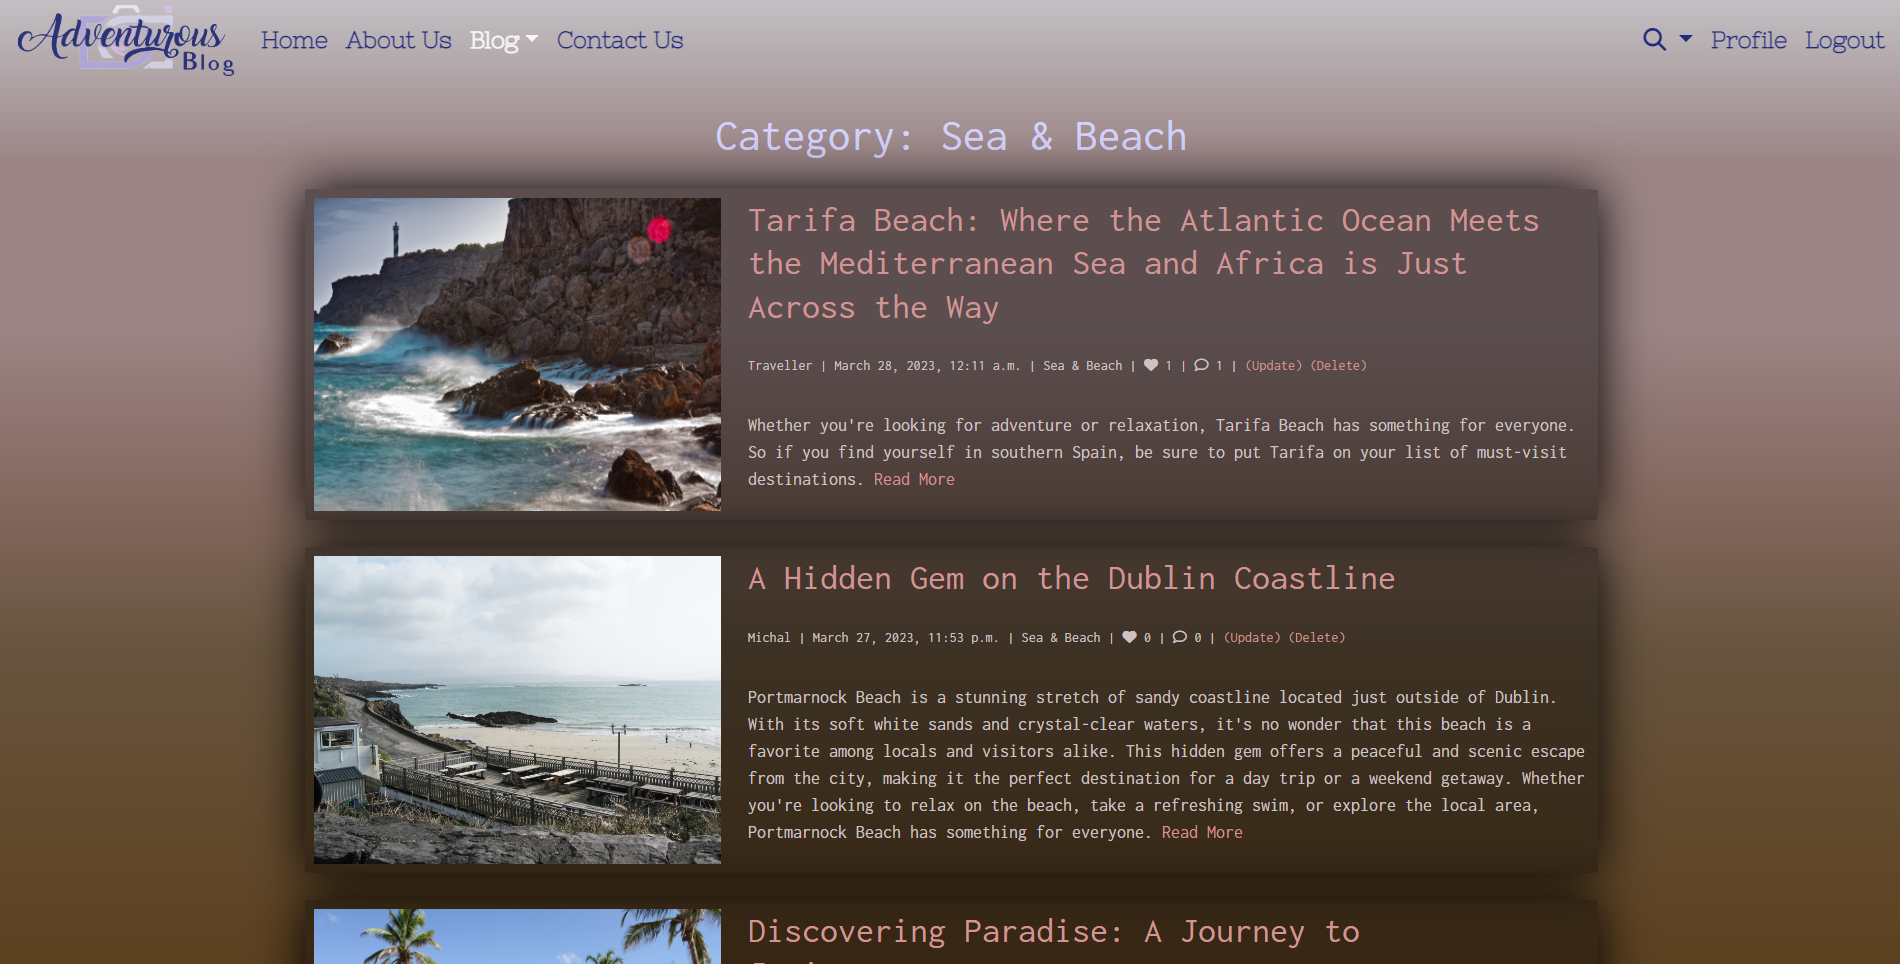 Adventurous
Blog
Home About Us Blog Contact Us Profile Logout
Category: Sea & Beach
Tarifa Beach: Where the Atlantic Ocean Meets
the Mediterranean Sea and Africa is Just
Across the Way
Traveller | March 28, 2023, 12:11 a.m. | Sea & Beach | 1 | 1 | (Update) (Delete)
Whether you're looking for adventure or relaxation, Tarifa Beach has something for everyone.
So if you find yourself in southern Spain, be sure to put Tarifa on your list of must-visit
destinations. Read More
A Hidden Gem on the Dublin Coastline
Michal | March 27, 2023, 11:53 p.m. | Sea & Beach | 0 | 0 | (Update) (Delete)
Portmarnock Beach is a stunning stretch of sandy coastline located just outside of Dublin.
With its soft white sands and crystal-clear waters, it's no wonder that this beach is a
favorite among locals and visitors alike. This hidden gem offers a peaceful and scenic escape
from the city, making it the perfect destination for a day trip or a weekend getaway. Whether
you're looking to relax on the beach, take a refreshing swim, or explore the local area,
Portmarnock Beach has something for everyone. Read More
Discovering Paradise: A Journey to